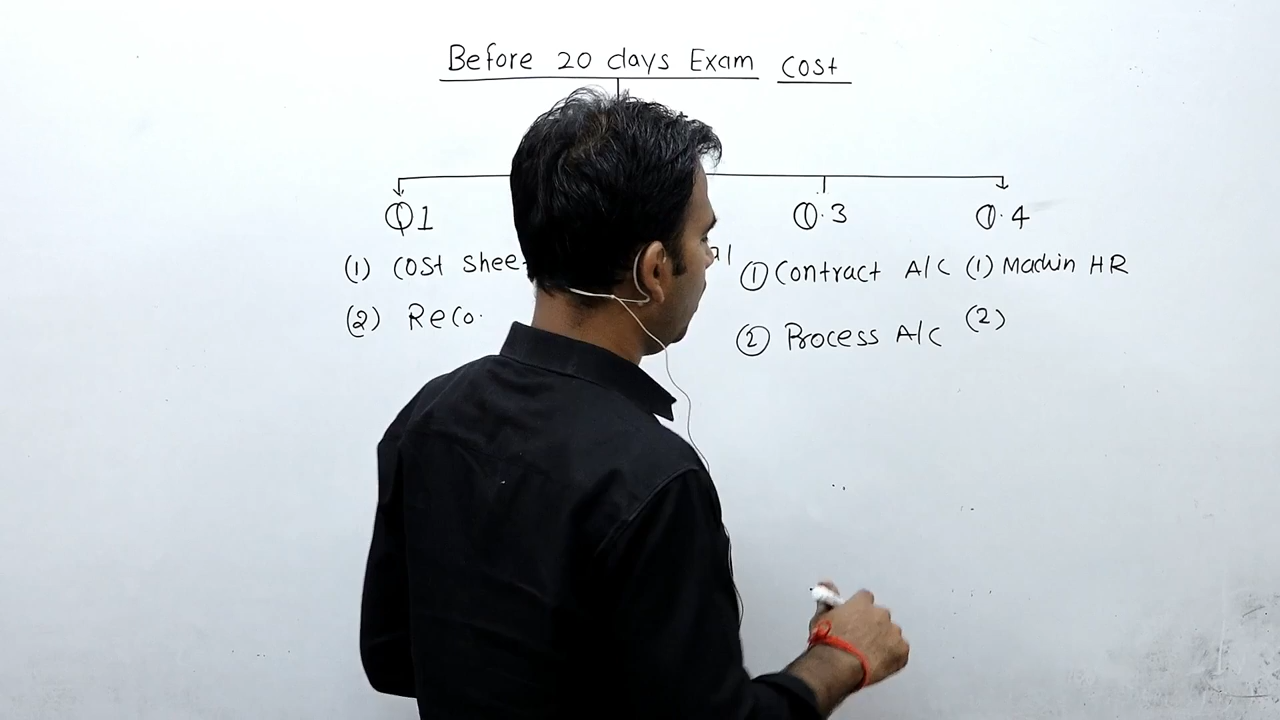 Before 20 days Exam cost
Q1
Q.3
Q.4
(1) Cost shee
① Contract A/C
(1) Machin HR
(2) Reco.
② Process A/C
(2)